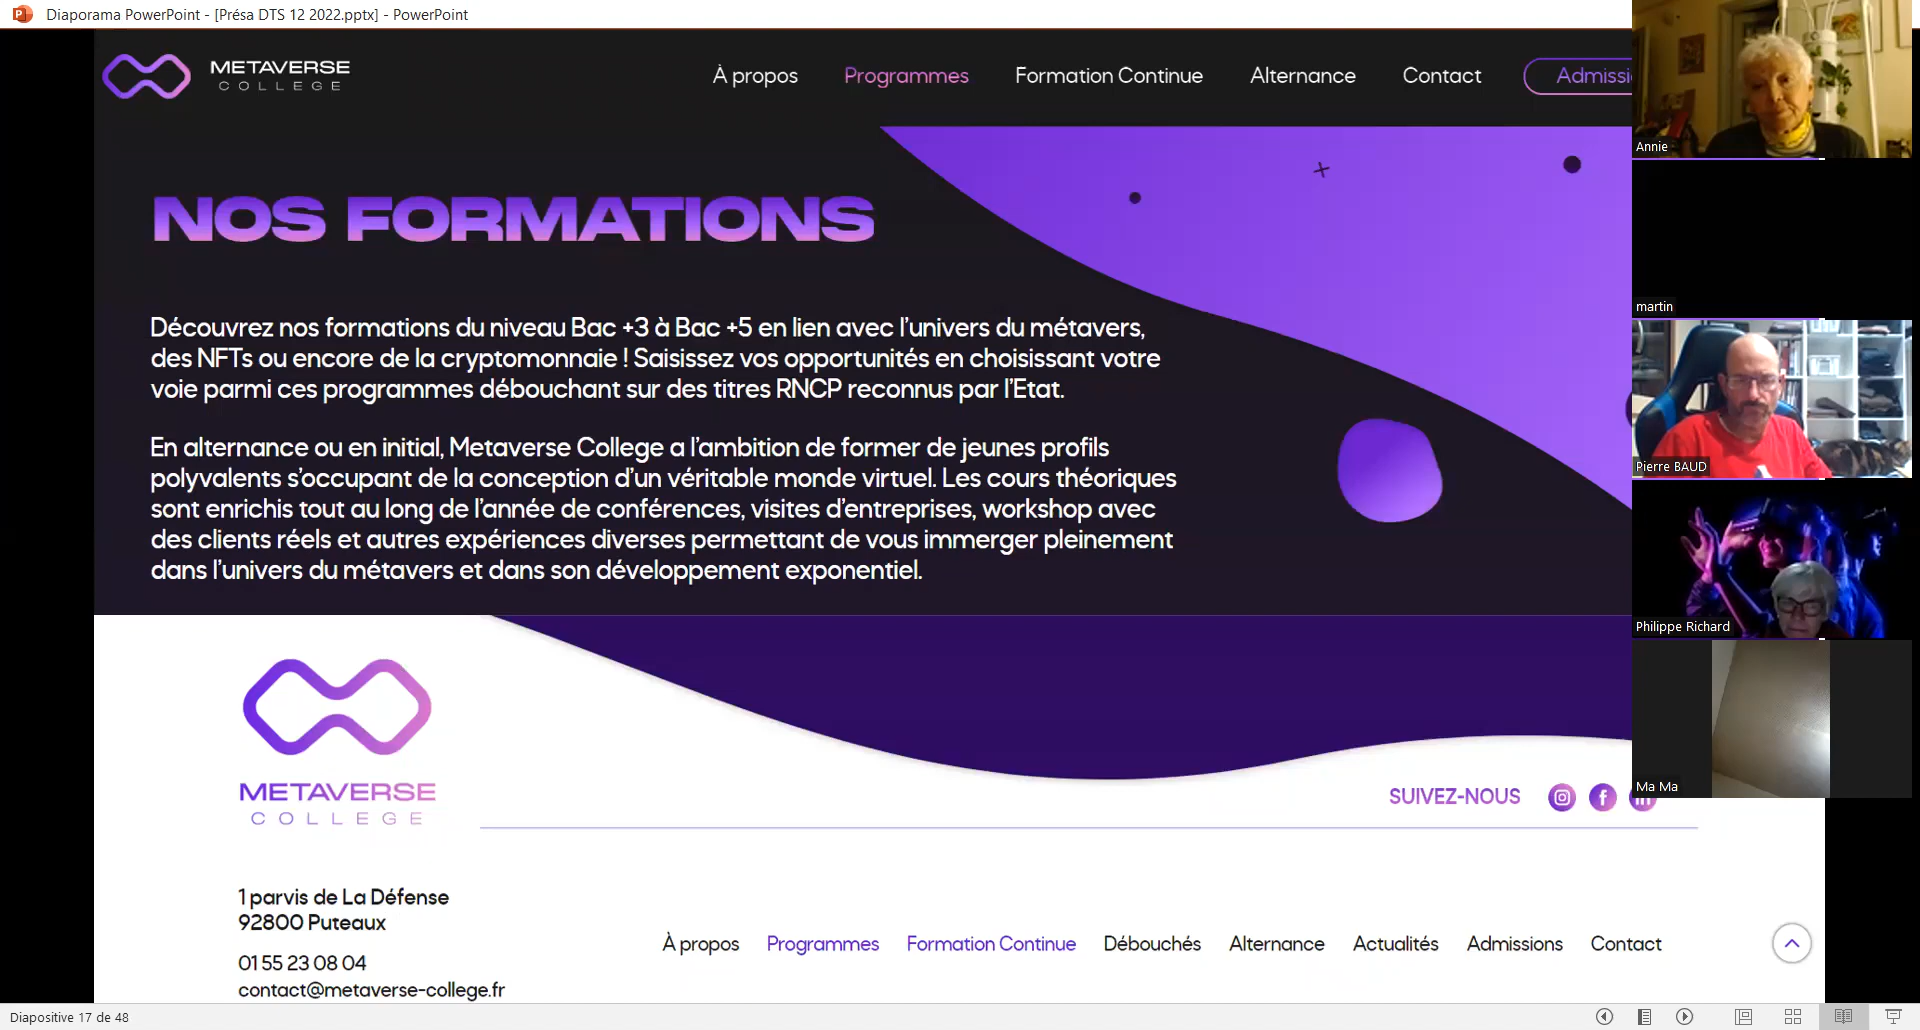 Diaporama PowerPoint - [Présa DTS 12 2022.pptx] - PowerPoint
METAVERSE
COLLEGE
À propos Programmes Formation Continue Alternance Contact
NOS FORMATIONS
Découvrez nos formations du niveau Bac +3 à Bac +5 en lien avec l'univers du métavers,
des NFTs ou encore de la cryptomonnaie ! Saisissez vos opportunités en choisissant votre
voie parmi ces programmes débouchant sur des titres RNCP reconnus par l'Etat.
En alternance ou en initial, Metaverse College a l'ambition de former de jeunes profils
polyvalents s'occupant de la conception d'un véritable monde virtuel. Les cours théoriques
sont enrichis tout au long de l'année de conférences, visites d'entreprises, workshop avec
des clients réels et autres expériences diverses permettant de vous immerger pleinement
dans l'univers du métavers et dans son développement exponentiel.
Annie
martin
Pierre BAUD
Philippe Richard
Ma Ma
METAVERSE
COLLEGE
SUIVEZ-NOUS
1 parvis de La Défense
92800 Puteaux
01 55 23 08 04
contact@metaverse-college.fr
À propos Programmes Formation Continue Débouchés Alternance Actualités Admissions Contact
Diapositive 17 de 48